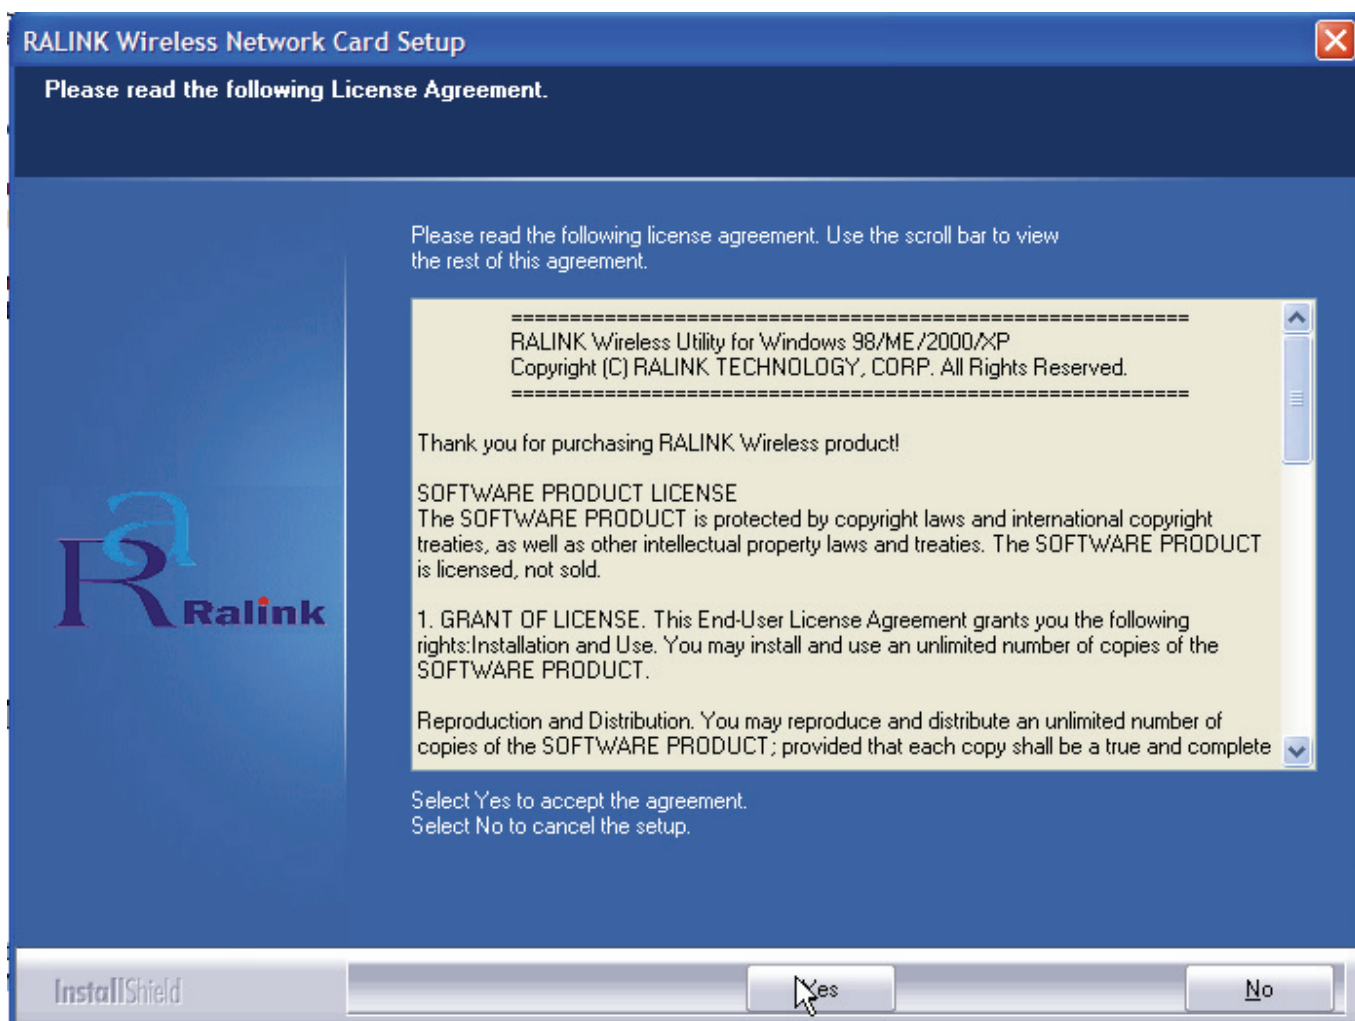 RALINK Wireless Network Card Setup
Please read the following License Agreement.
Please read the following license agreement. Use the scroll bar to view
the rest of this agreement.
==========================================================
RALINK Wireless Utility for Windows 98/ME/2000/XP
Copyright (C) RALINK TECHNOLOGY, CORP. All Rights Reserved.
==========================================================
Thank you for purchasing RALINK Wireless product!
SOFTWARE PRODUCT LICENSE
The SOFTWARE PRODUCT is protected by copyright laws and international copyright
treaties, as well as other intellectual property laws and treaties. The SOFTWARE PRODUCT
is licensed, not sold.
1. GRANT OF LICENSE. This End-User License Agreement grants you the following
rights:Installation and Use. You may install and use an unlimited number of copies of the
SOFTWARE PRODUCT.
Reproduction and Distribution. You may reproduce and distribute an unlimited number of
copies of the SOFTWARE PRODUCT; provided that each copy shall be a true and complete
Ra
Ralink
Select Yes to accept the agreement.
Select No to cancel the setup.
InstallShield
Yes
No